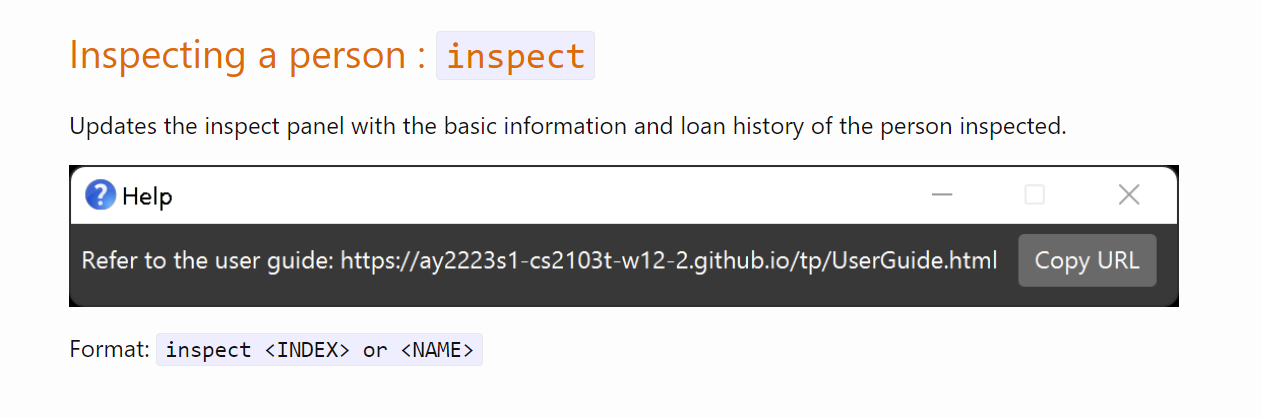 Inspecting a person : inspect
Updates the inspect panel with the basic information and loan history of the person inspected.
Help
Refer to the user guide: https://ay2223s1-cs2103t-w12-2.github.io/tp/UserGuide.html Copy URL
Format: inspect <INDEX> or <NAME>